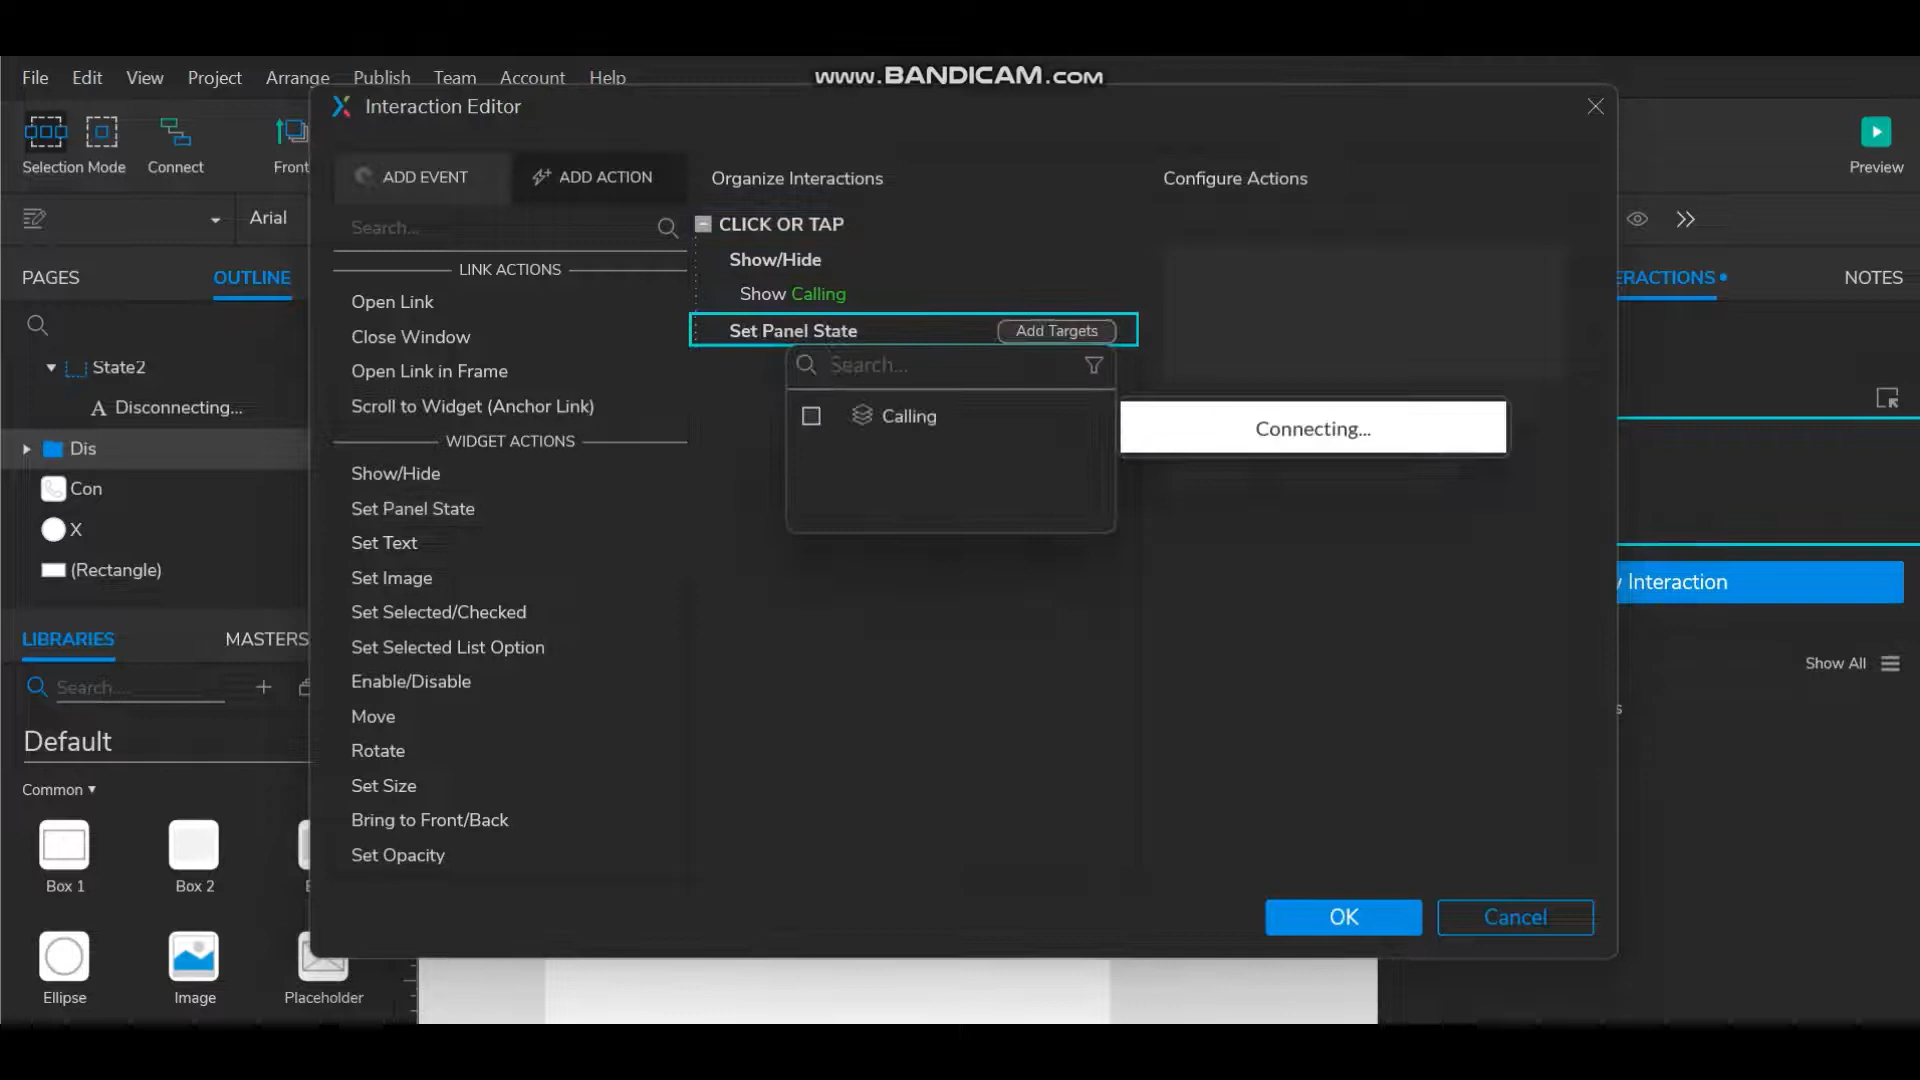 www.BANDICAM.com
File Edit View Project Arrange Publish Team Account Help
Interaction Editor
Selection Mode Connect Front Preview
ADD EVENT ADD ACTION Organize Interactions Configure Actions
Arial
Search...
CLICK OR TAP
Show/Hide
Show Calling
Set Panel State Add Targets
Search...
Calling
Connecting...
LINK ACTIONS
Open Link
Close Window
Open Link in Frame
Scroll to Widget (Anchor Link)
WIDGET ACTIONS
Show/Hide
Set Panel State
Set Text
Set Image
Set Selected/Checked
Set Selected List Option
Enable/Disable
Move
Rotate
Set Size
Bring to Front/Back
Set Opacity
OK Cancel
PAGES OUTLINE
State2
Disconnecting...
Dis
Con
X
(Rectangle)
LIBRARIES MASTERS
Search....
Default
Common
Box 1 Box 2
Ellipse Image Placeholder
ERACTIONS NOTES
Interaction
Show All